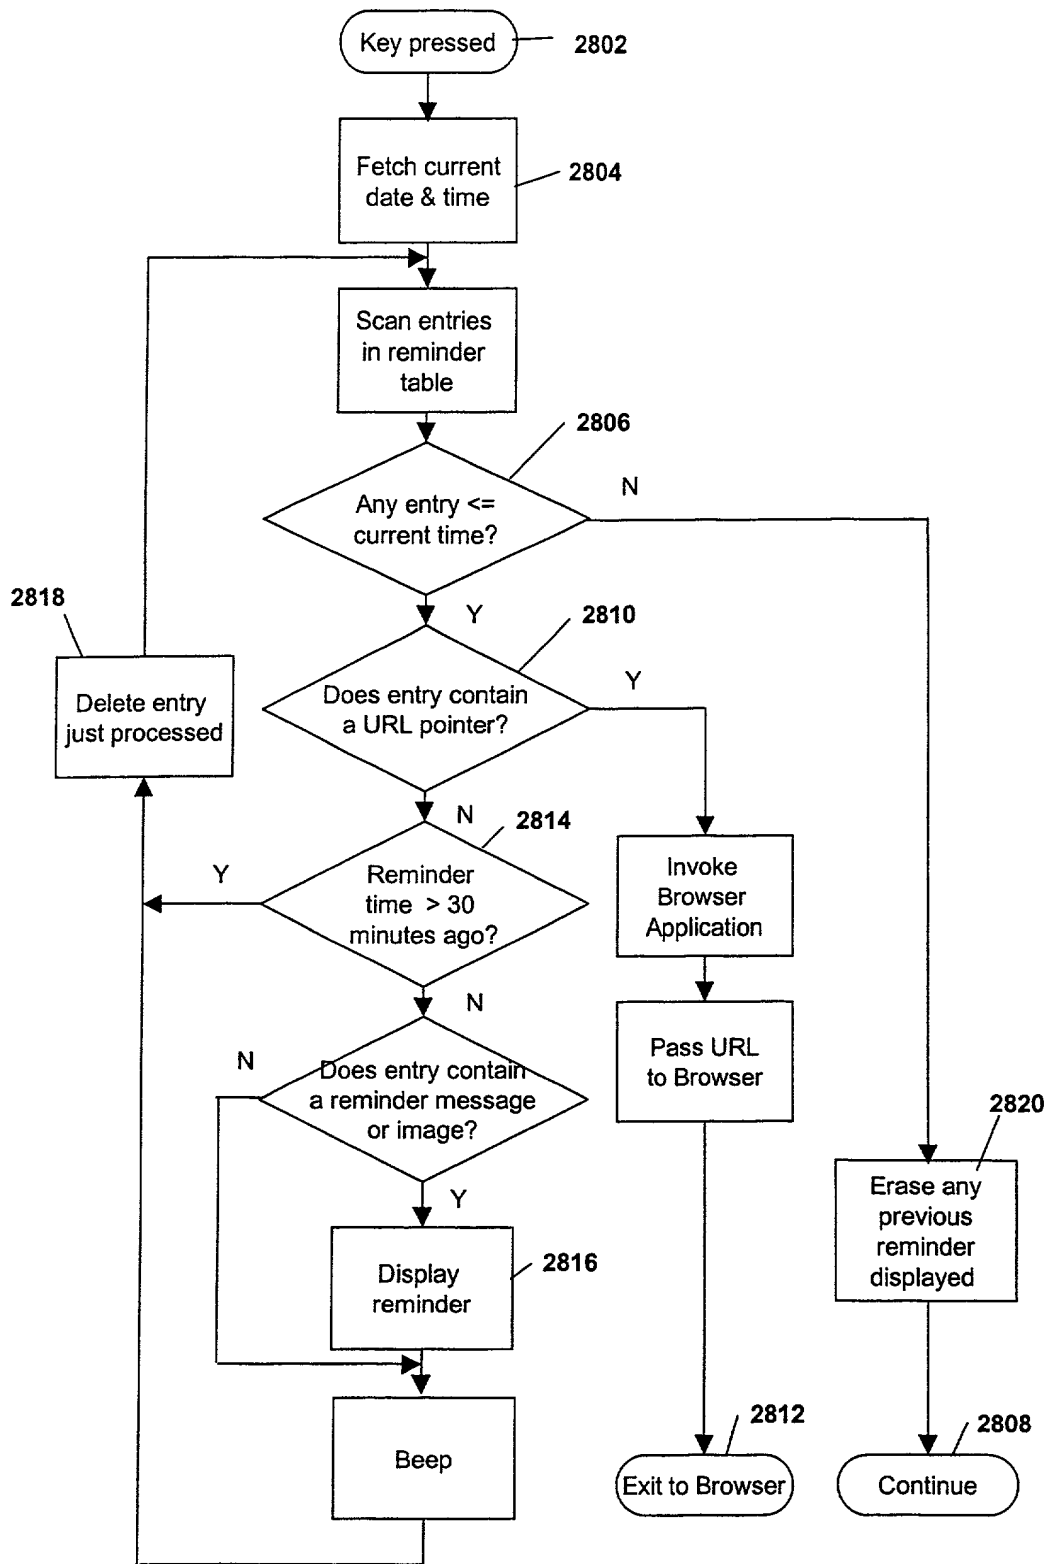 Key pressed
2802
Fetch current
date & time
2804
Scan entries
in reminder
table
2806
Any entry <=
current time?
N
Y
2818
Delete entry
just processed
2810
Does entry contain
a URL pointer?
Y
N
2814
Reminder
time > 30
minutes ago?
Y
N
Invoke
Browser
Application
Does entry contain
a reminder message
or image?
N
Y
Pass URL
to Browser
2820
Erase any
previous
reminder
displayed
Display
reminder
2816
Beep
2812
Exit to Browser
2808
Continue